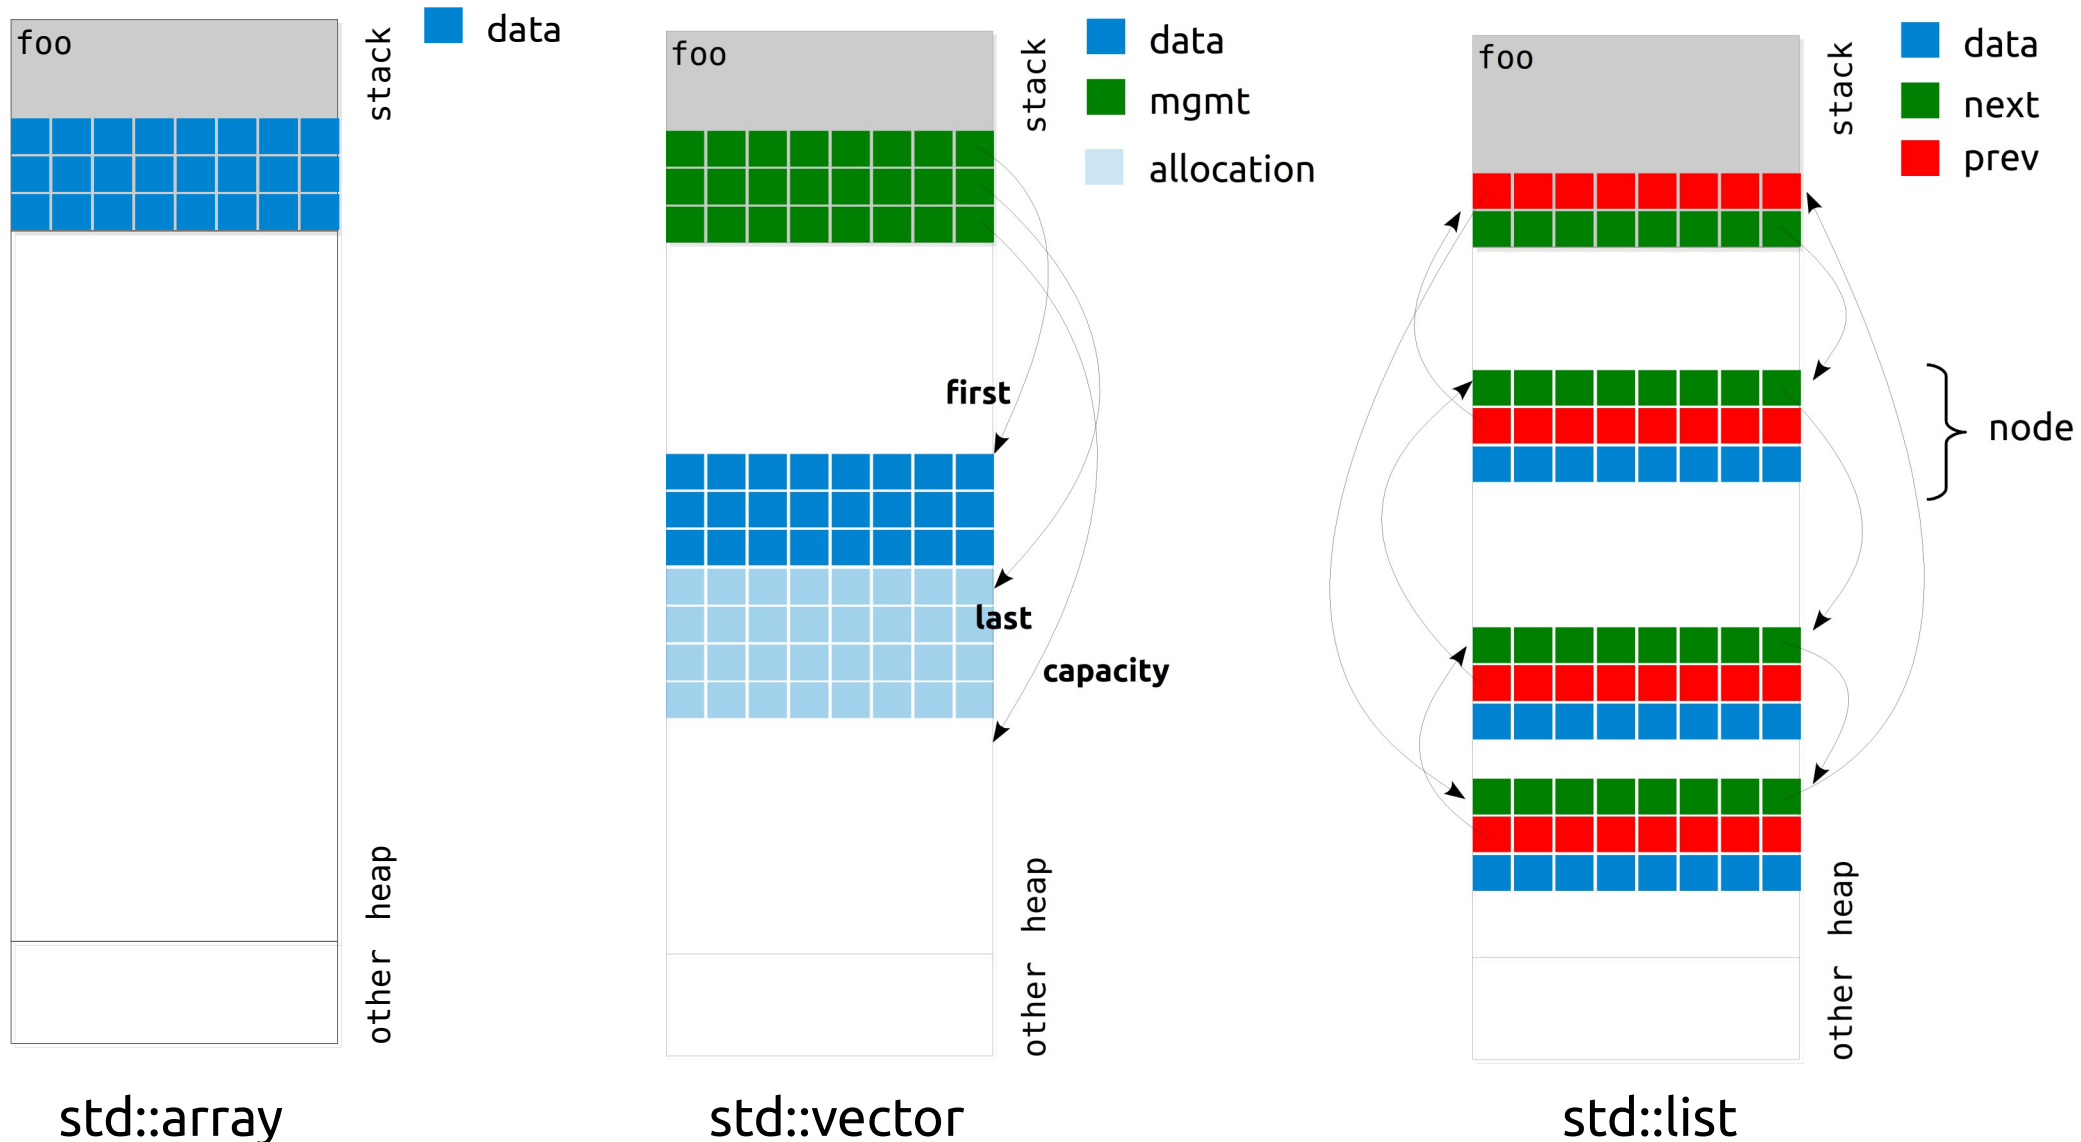 foo
stack
data
heap
other
std::array
foo
stack
data
mgmt
allocation
first
last
capacity
heap
other
std::vector
foo
stack
data
next
prev
node
heap
other
std::list